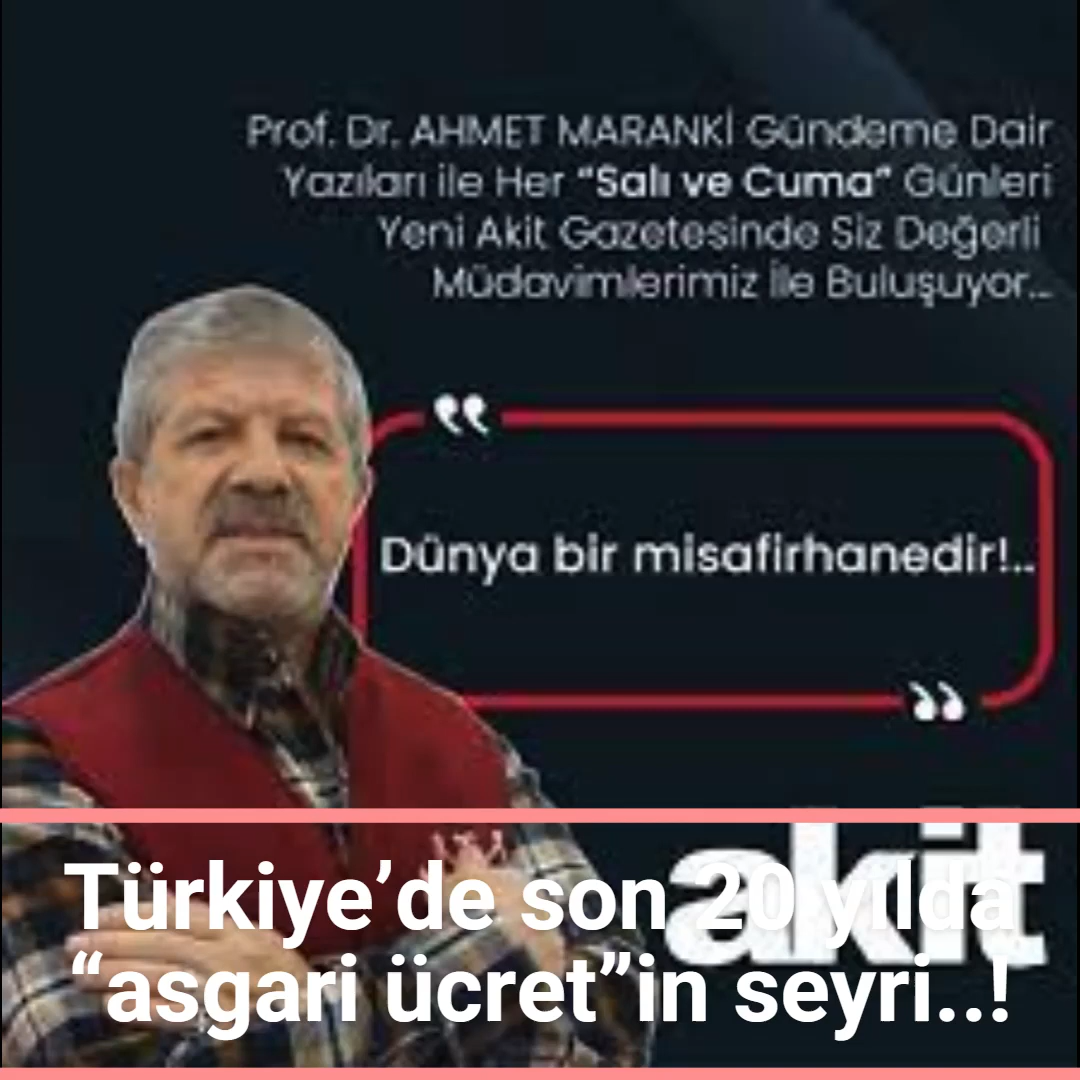 Prof. Dr. AHMET MARANKİ Gündeme Dair
Yazıları ile Her “Salı ve Cuma” Günleri
Yeni Akit Gazetesinde Siz Değerli
Müdavimlerimiz İle Buluşuyor...
“
Dünya bir misafirhanedir!..
”
akit
Türkiye’de son 20 yılda
“asgari ücret”in seyri..!